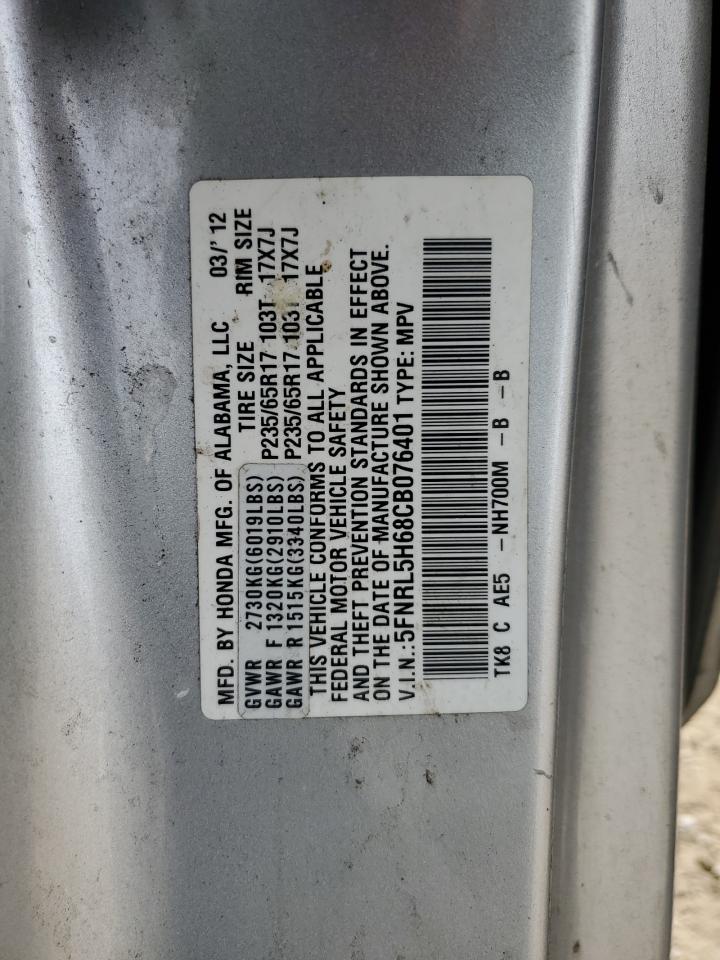 MFD. BY HONDA MFG. OF ALABAMA, LLC 03/'12
TIRE SIZE RIM SIZE
GVWR 2730KG(6019LBS)
GAWR F 1320KG(2910LBS) P235/65R17 103T 17X7J
GAWR R 1515KG(3340LBS) P235/65R17 103T 17X7J
THIS VEHICLE CONFORMS TO ALL APPLICABLE
FEDERAL MOTOR VEHICLE SAFETY
AND THEFT PREVENTION STANDARDS IN EFFECT
ON THE DATE OF MANUFACTURE SHOWN ABOVE.
V.I.N.:5FNRL5H68CB076401 TYPE: MPV
TK8 C AE5 -NH700M -B -B